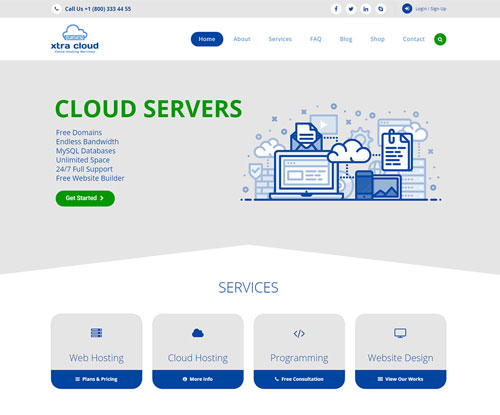 Call Us +1 (800) 333 44 55
Login / Sign Up
xtra cloud
Cloud Hosting Services
Home
About
Services
FAQ
Blog
Shop
Contact
CLOUD SERVERS
Free Domains
Endless Bandwidth
MySQL Databases
Unlimited Space
24/7 Full Support
Free Website Builder
Get Started
SERVICES
Web Hosting
Cloud Hosting
Programming
Website Design
Plans & Pricing
More Info
Free Consultation
View Our Works